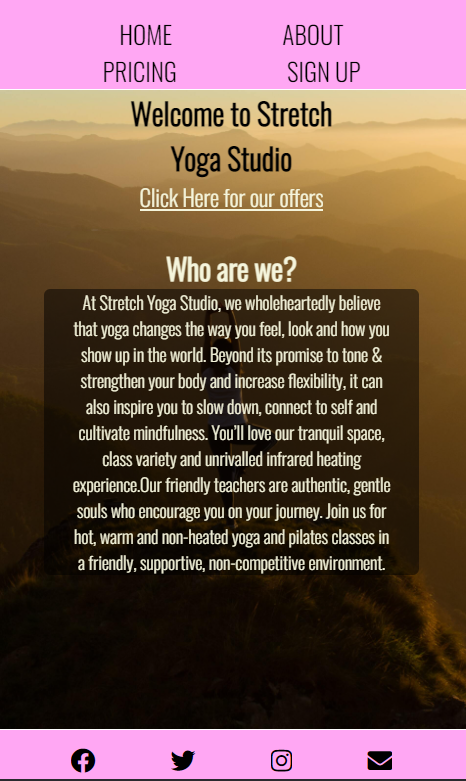 HOME ABOUT
PRICING SIGN UP
Welcome to Stretch
Yoga Studio
Click Here for our offers
Who are we?
At Stretch Yoga Studio, we wholeheartedly believe
that yoga changes the way you feel, look and how you
show up in the world. Beyond its promise to tone &
strengthen your body and increase flexibility, it can
also inspire you to slow down, connect to self and
cultivate mindfulness. You'll love our tranquil space,
class variety and unrivalled infrared heating
experience.Our friendly teachers are authentic, gentle
souls who encourage you on your journey. Join us for
hot, warm and non-heated yoga and pilates classes in
a friendly, supportive, non-competitive environment.